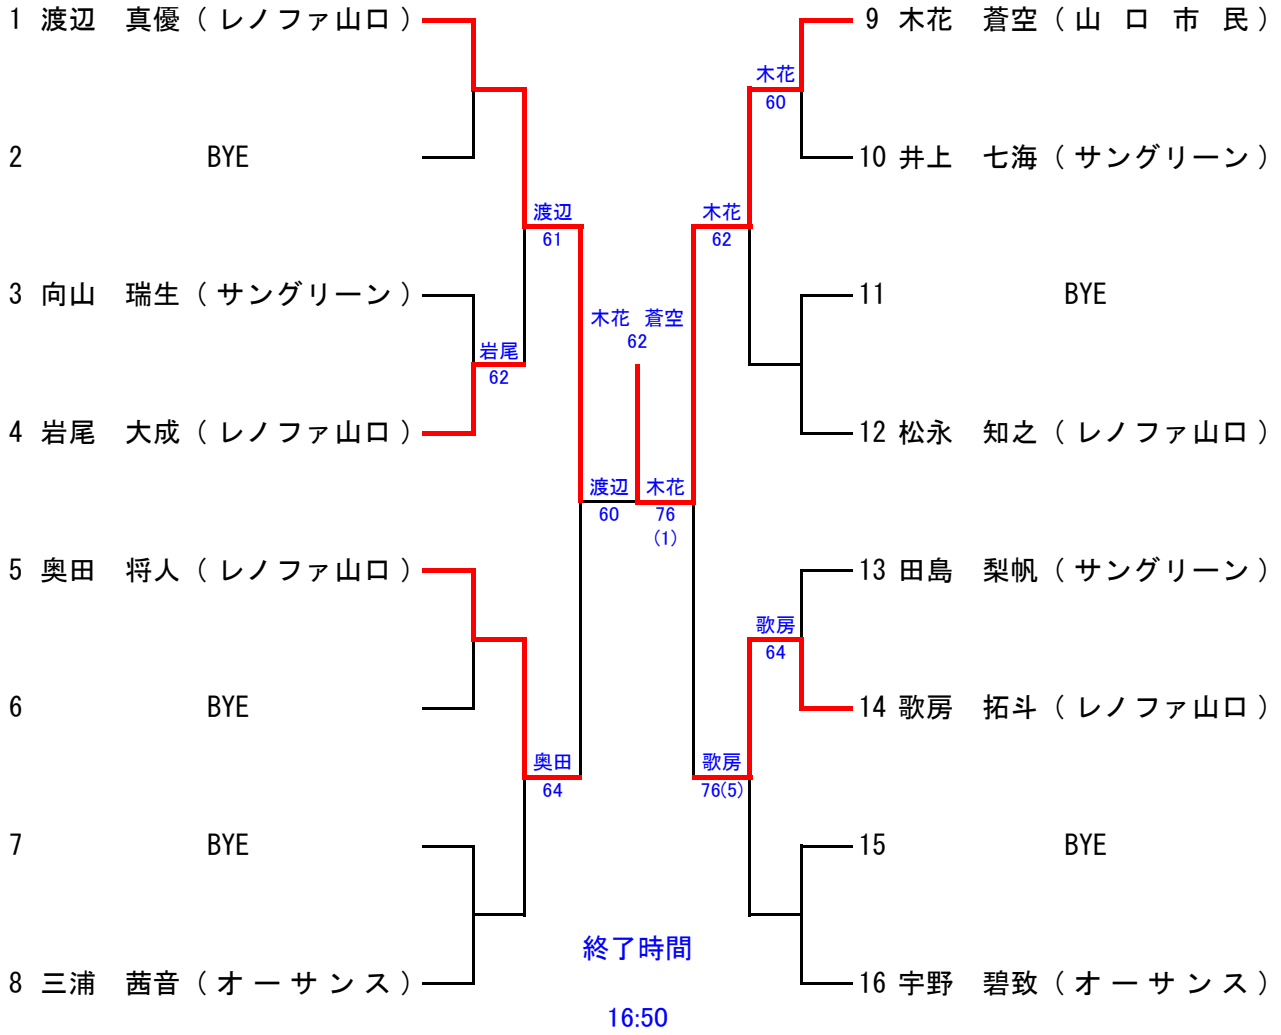 1 渡辺　真優 ( レノファ山口 )
2 BYE
3 向山　瑞生 ( サングリーン )
4 岩尾　大成 ( レノファ山口 )
5 奥田　将人 ( レノファ山口 )
6 BYE
7 BYE
8 三浦　茜音 ( オーサンス )
渡辺
61
岩尾
62
奥田
64
渡辺
60
木花　蒼空
62
木花
76
(1)
木花
62
歌房
76(5)
木花
60
歌房
64
9 木花　蒼空 ( 山口市民 )
10 井上　七海 ( サングリーン )
11 BYE
12 松永　知之 ( レノファ山口 )
13 田島　梨帆 ( サングリーン )
14 歌房　拓斗 ( レノファ山口 )
15 BYE
16 宇野　碧致 ( オーサンス )
終了時間
16:50